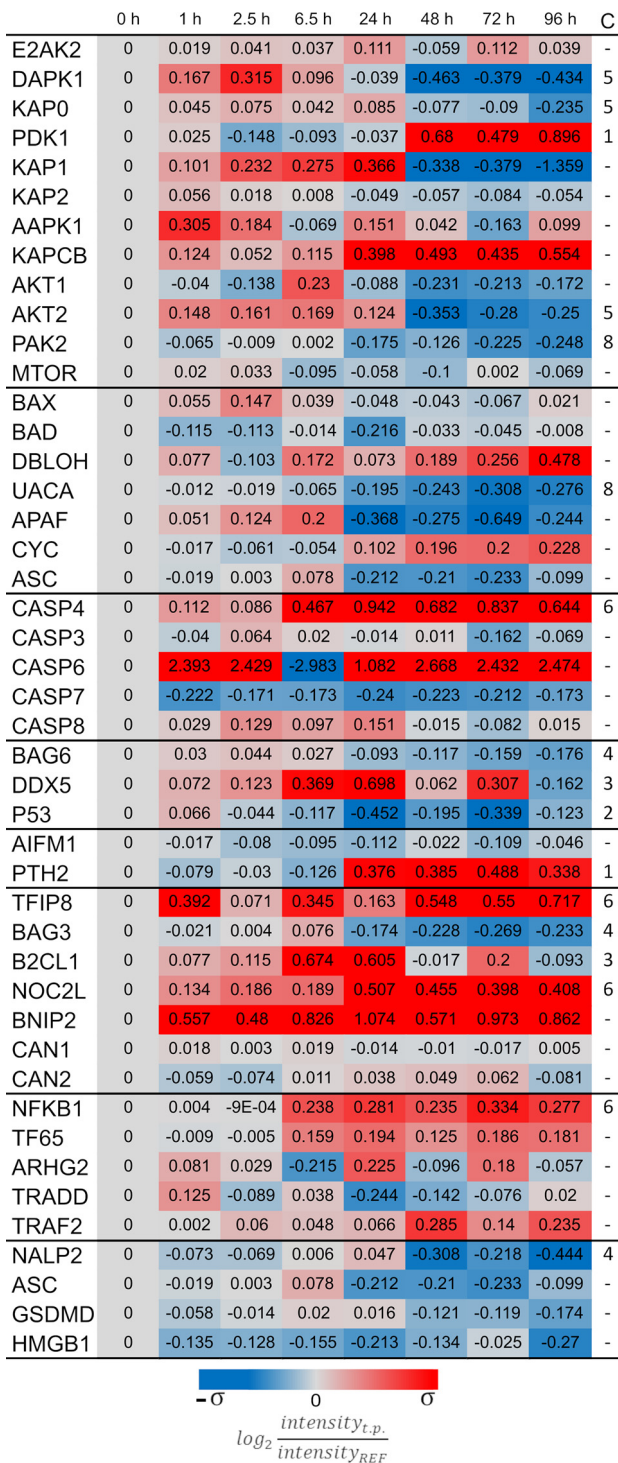 0 h 1 h 2.5 h 6.5 h 24 h 48 h 72 h 96 h C
E2AK2 0 0.019 0.041 0.037 0.111 -0.059 0.112 0.039 -
DAPK1 0 0.167 0.315 0.096 -0.039 -0.463 -0.379 -0.434 5
KAP0 0 0.045 0.075 0.042 0.085 -0.077 -0.09 -0.235 5
PDK1 0 0.025 -0.148 -0.093 -0.037 0.68 0.479 0.896 1
KAP1 0 0.101 0.232 0.275 0.366 -0.338 -0.379 -1.359 -
KAP2 0 0.056 0.018 0.008 -0.049 -0.057 -0.084 -0.054 -
AAPK1 0 0.305 0.184 -0.069 0.151 0.042 -0.163 0.099 -
KAPCB 0 0.124 0.052 0.115 0.398 0.493 0.435 0.554 -
AKT1 0 -0.04 -0.138 0.23 -0.088 -0.231 -0.213 -0.172 -
AKT2 0 0.148 0.161 0.169 0.124 -0.353 -0.28 -0.25 5
PAK2 0 -0.065 -0.009 0.002 -0.175 -0.126 -0.225 -0.248 8
MTOR 0 0.02 0.033 -0.095 -0.058 -0.1 0.002 -0.069 -
BAX 0 0.055 0.147 0.039 -0.048 -0.043 -0.067 0.021 -
BAD 0 -0.115 -0.113 -0.014 -0.216 -0.033 -0.045 -0.008 -
DBLOH 0 0.077 -0.103 0.172 0.073 0.189 0.256 0.478 -
UACA 0 -0.012 -0.019 -0.065 -0.195 -0.243 -0.308 -0.276 8
APAF 0 0.051 0.124 0.2 -0.368 -0.275 -0.649 -0.244 -
CYC 0 -0.017 -0.061 -0.054 0.102 0.196 0.2 0.228 -
ASC 0 -0.019 0.003 0.078 -0.212 -0.21 -0.233 -0.099 -
CASP4 0 0.112 0.086 0.467 0.942 0.682 0.837 0.644 6
CASP3 0 -0.04 0.064 0.02 -0.014 0.011 -0.162 -0.069 -
CASP6 0 2.393 2.429 -2.983 1.082 2.668 2.432 2.474 -
CASP7 0 -0.222 -0.171 -0.173 -0.24 -0.223 -0.212 -0.173 -
CASP8 0 0.029 0.129 0.097 0.151 -0.015 -0.082 0.015 -
BAG6 0 0.03 0.044 0.027 -0.093 -0.117 -0.159 -0.176 4
DDX5 0 0.072 0.123 0.369 0.698 0.062 0.307 -0.162 3
P53 0 0.066 -0.044 -0.117 -0.452 -0.195 -0.339 -0.123 2
AIFM1 0 -0.017 -0.08 -0.095 -0.112 -0.022 -0.109 -0.046 -
PTH2 0 -0.079 -0.03 -0.126 0.376 0.385 0.488 0.338 1
TFIP8 0 0.392 0.071 0.345 0.163 0.548 0.55 0.717 6
BAG3 0 -0.021 0.004 0.076 -0.174 -0.228 -0.269 -0.233 4
B2CL1 0 0.077 0.115 0.674 0.605 -0.017 0.2 -0.093 3
NOC2L 0 0.134 0.186 0.189 0.507 0.455 0.398 0.408 6
BNIP2 0 0.557 0.48 0.826 1.074 0.571 0.973 0.862 -
CAN1 0 0.018 0.003 0.019 -0.014 -0.01 -0.017 0.005 -
CAN2 0 -0.059 -0.074 0.011 0.038 0.049 0.062 -0.081 -
NFKB1 0 0.004 -9E-04 0.238 0.281 0.235 0.334 0.277 6
TF65 0 -0.009 -0.005 0.159 0.194 0.125 0.186 0.181 -
ARHG2 0 0.081 0.029 -0.215 0.225 -0.096 0.18 -0.057 -
TRADD 0 0.125 -0.089 0.038 -0.244 -0.142 -0.076 0.02 -
TRAF2 0 0.002 0.06 0.048 0.066 0.285 0.14 0.235 -
NALP2 0 -0.073 -0.069 0.006 0.047 -0.308 -0.218 -0.444 4
ASC 0 -0.019 0.003 0.078 -0.212 -0.21 -0.233 -0.099 -
GSDMD 0 -0.058 -0.014 0.02 0.016 -0.121 -0.119 -0.174 -
HMGB1 0 -0.135 -0.128 -0.155 -0.213 -0.134 -0.025 -0.27 -
-σ 0 σ
log2 intensity t.p. / intensity REF